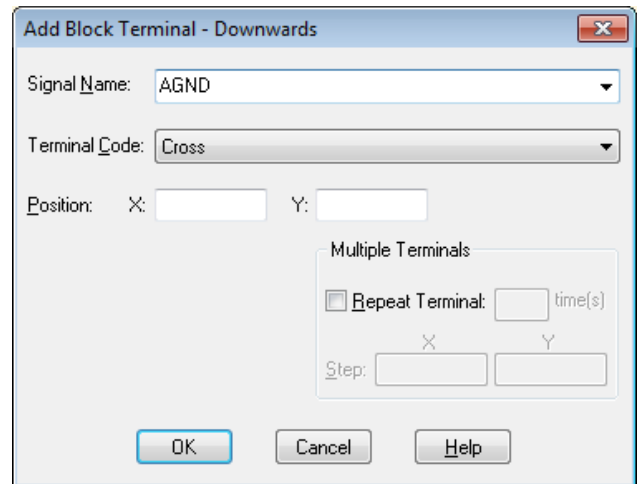 Add Block Terminal - Downwards
Signal Name: AGND
Terminal Code: Cross
Position: X: Y:
Multiple Terminals
Repeat Terminal: time(s)
X Y
Step:
OK Cancel Help